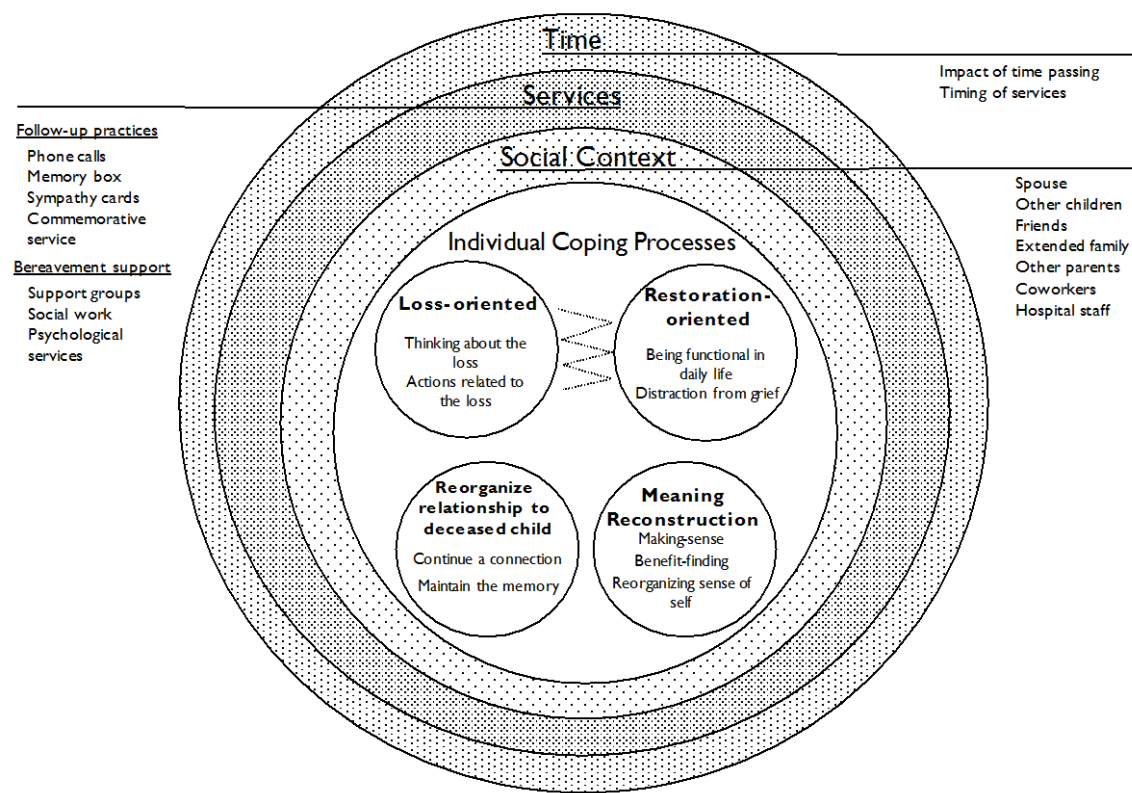 Time
Impact of time passing
Timing of services
Services
Follow-up practices
Phone calls
Memory box
Sympathy cards
Commemorative
service
Bereavement support
Support groups
Social work
Psychological
services
Social Context
Spouse
Other children
Friends
Extended family
Other parents
Coworkers
Hospital staff
Individual Coping Processes
Loss-oriented
Thinking about the
loss
Actions related to
the loss
Restoration-
oriented
Being functional in
daily life
Distraction from grief
Reorganize
relationship to
deceased child
Continue a connection
Maintain the memory
Meaning
Reconstruction
Making-sense
Benefit-finding
Reorganizing sense of
self